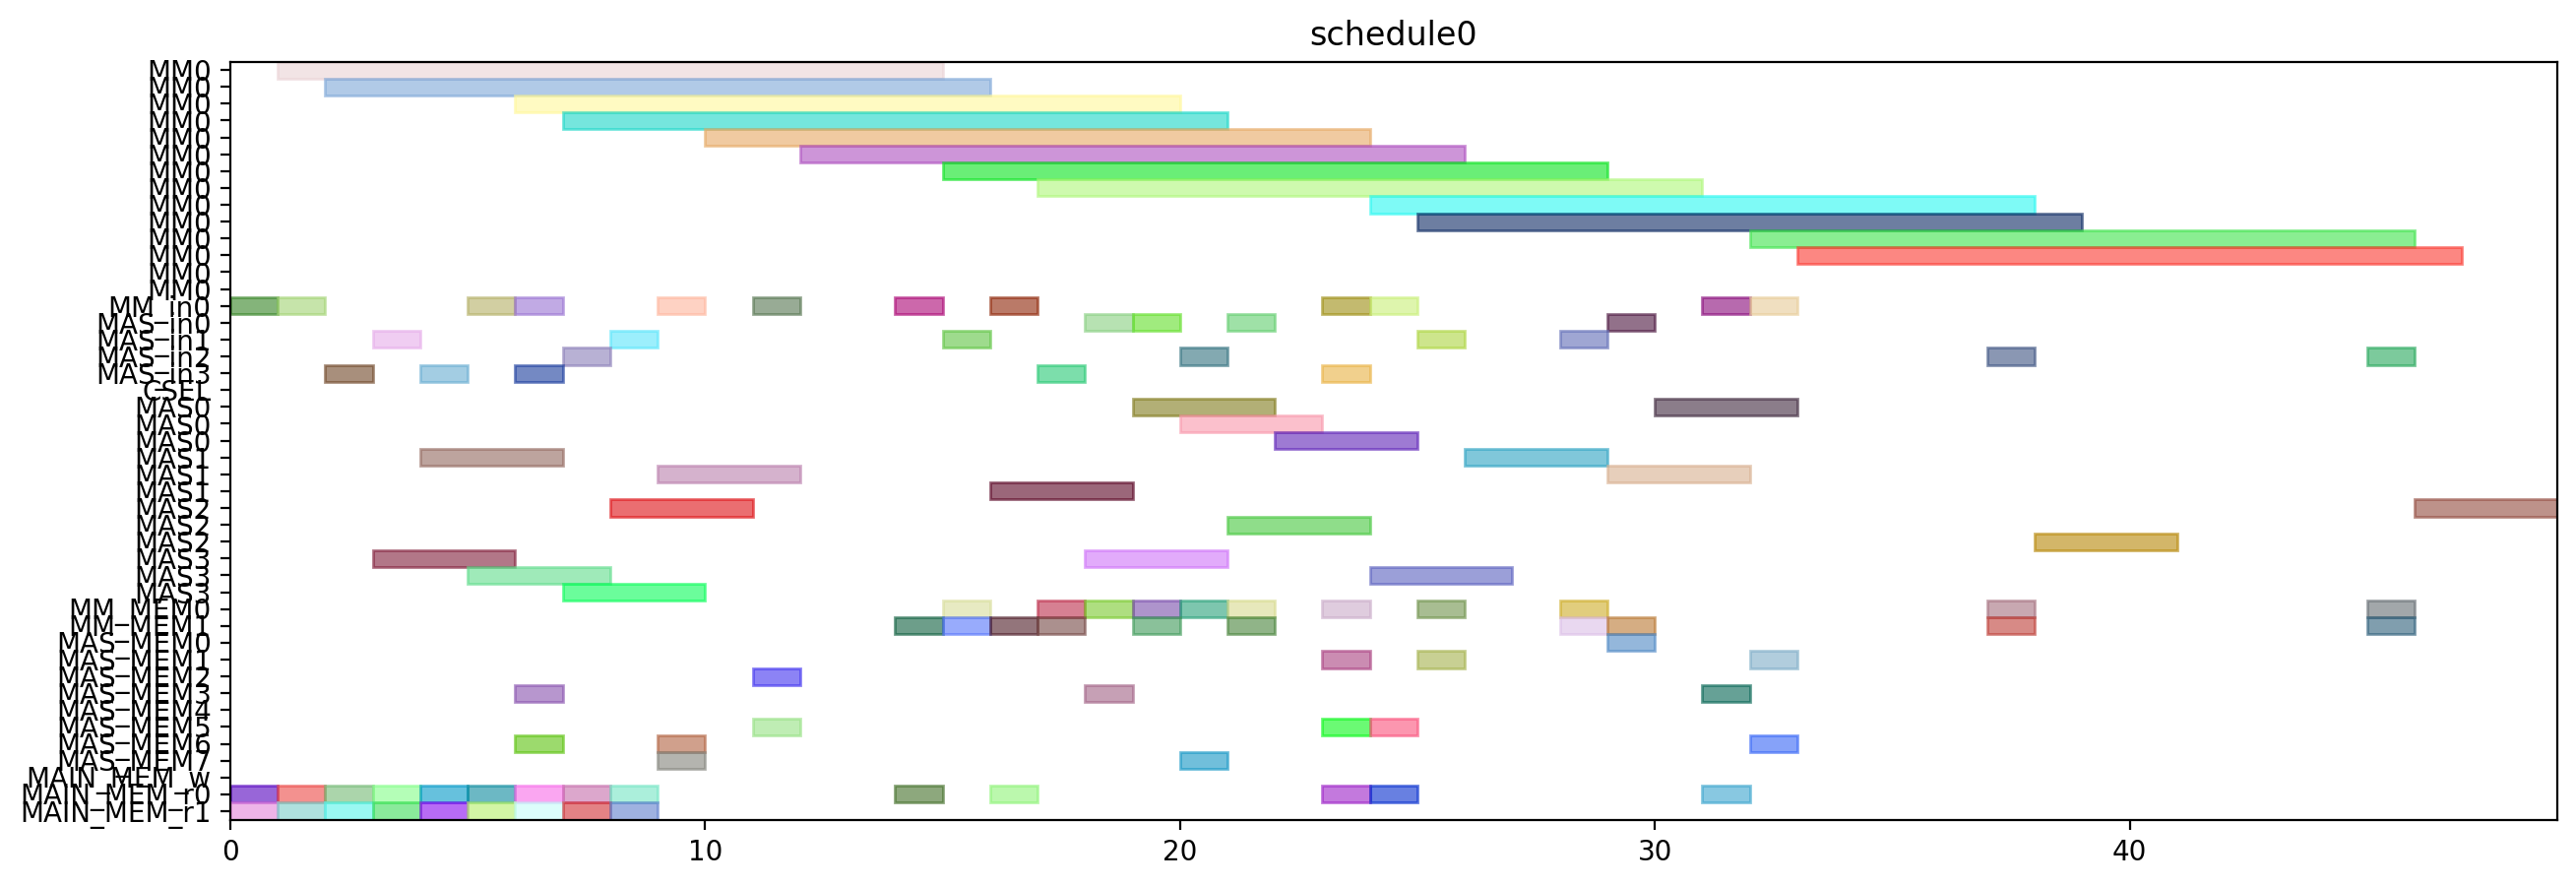 schedule0
MM0
MM0
MM0
MM0
MM0
MM0
MM0
MM0
MM0
MM0
MM0
MM0
MM0
MM0
MM_in0
MAS_in0
MAS_in1
MAS_in2
MAS_in3
CSEL
MAS0
MAS0
MAS0
MAS1
MAS1
MAS1
MAS2
MAS2
MAS2
MAS3
MAS3
MAS3
MM_MEM0
MM_MEM1
MAS_MEM0
MAS_MEM1
MAS_MEM2
MAS_MEM3
MAS_MEM4
MAS_MEM5
MAS_MEM6
MAS_MEM7
MAIN_MEM_w
MAIN_MEM_r0
MAIN_MEM_r1
0 10 20 30 40